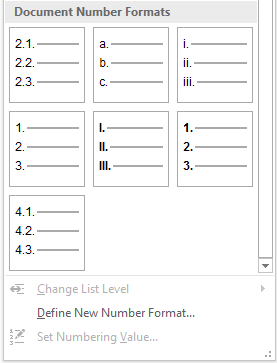 Document Number Formats
2.1. a. i.
2.2. b. ii.
2.3. c. iii.
1. I. 1.
2. II. 2.
3. III. 3.
4.1.
4.2.
4.3.
Change List Level
Define New Number Format...
Set Numbering Value...